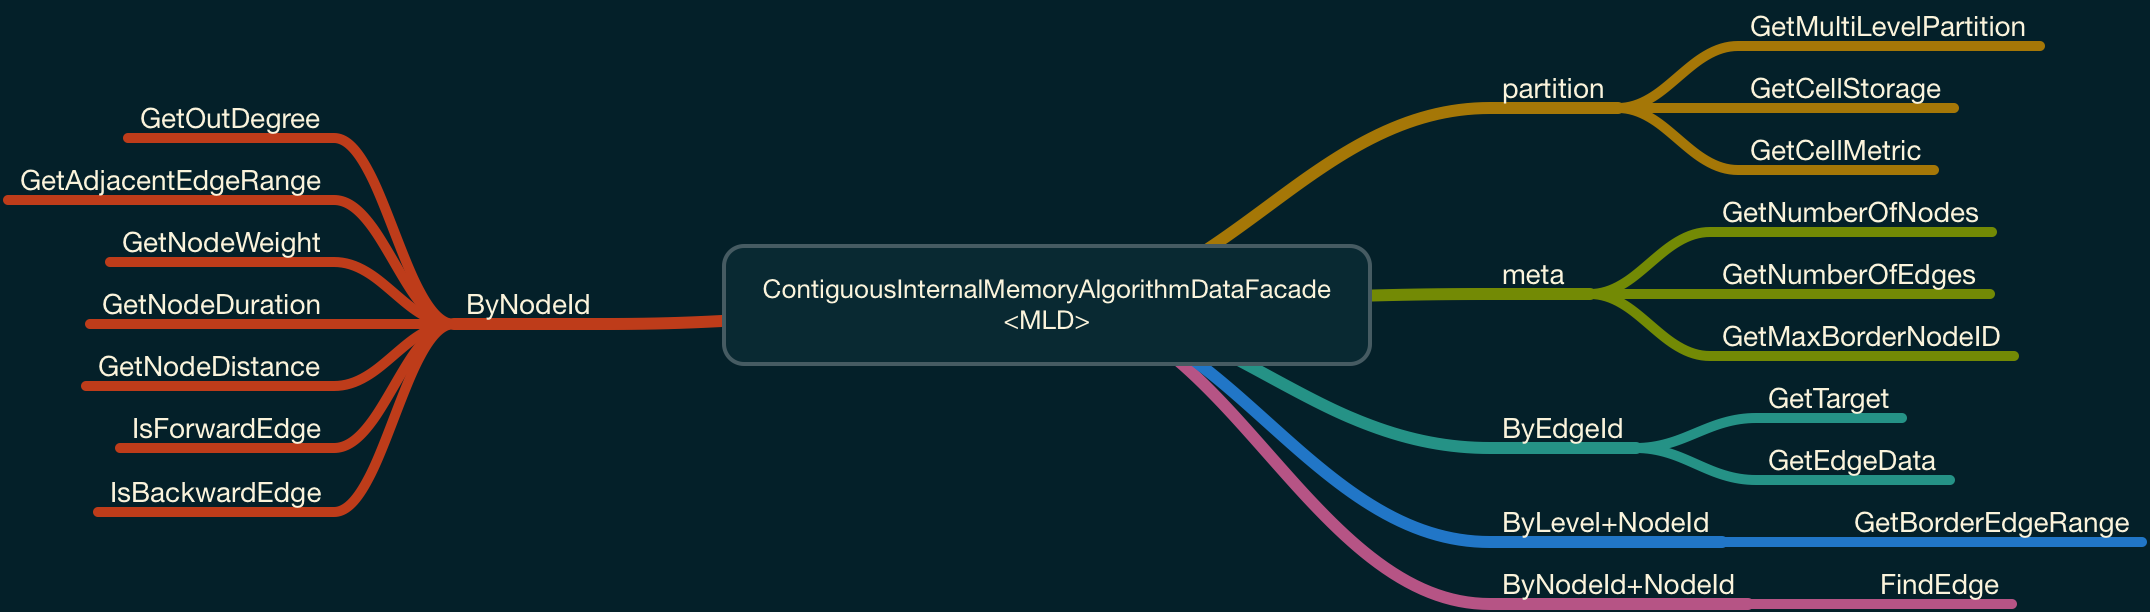 GetOutDegree
GetAdjacentEdgeRange
GetNodeWeight
GetNodeDuration
GetNodeDistance
IsForwardEdge
IsBackwardEdge
ByNodeId
ContiguousInternalMemoryAlgorithmDataFacade
<MLD>
partition
GetMultiLevelPartition
GetCellStorage
GetCellMetric
meta
GetNumberOfNodes
GetNumberOfEdges
GetMaxBorderNodeID
ByEdgeId
GetTarget
GetEdgeData
ByLevel+NodeId
GetBorderEdgeRange
ByNodeId+NodeId
FindEdge